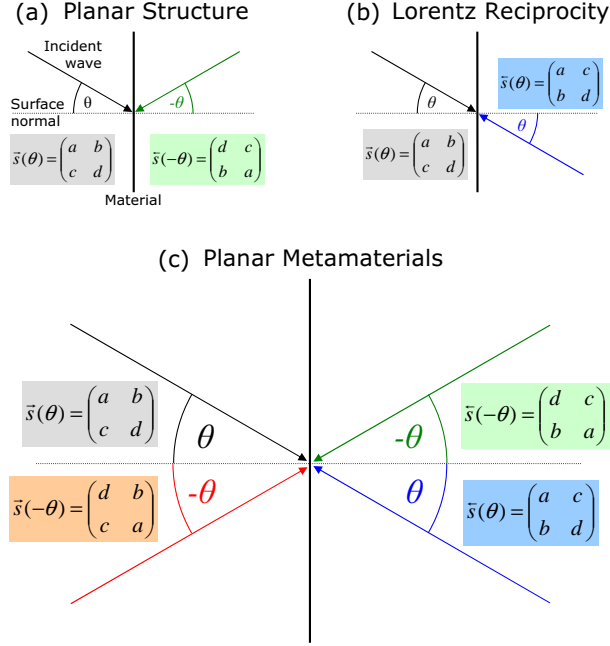 (a) Planar Structure
Incident
wave
θ
-θ
Surface
normal
s⃗(θ) = (a b
c d)
s⃗(−θ) = (d c
b a)
Material
(b) Lorentz Reciprocity
s⃖(θ) = (a c
b d)
θ
θ
s⃗(θ) = (a b
c d)
(c) Planar Metamaterials
s⃗(θ) = (a b
c d)
θ
-θ
s⃖(−θ) = (d c
b a)
s⃗(−θ) = (d b
c a)
-θ
θ
s⃖(θ) = (a c
b d)